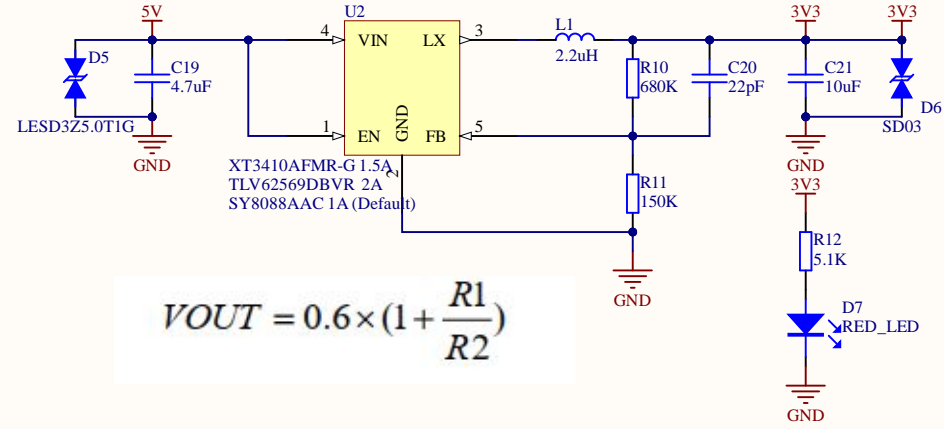 5V
U2
4
VIN
LX
3
L1
2.2uH
3V3
3V3
D5
C19
4.7uF
R10
680K
C20
22pF
C21
10uF
D6
LESD3Z5.0T1G
SD03
1
EN
GND
FB
5
2
GND
GND
XT3410AFMR-G 1.5A
TLV62569DBVR 2A
SY8088AAC 1A (Default)
R11
150K
3V3
R12
5.1K
GND
VOUT = 0.6×(1+R1/R2)
D7
RED_LED
GND